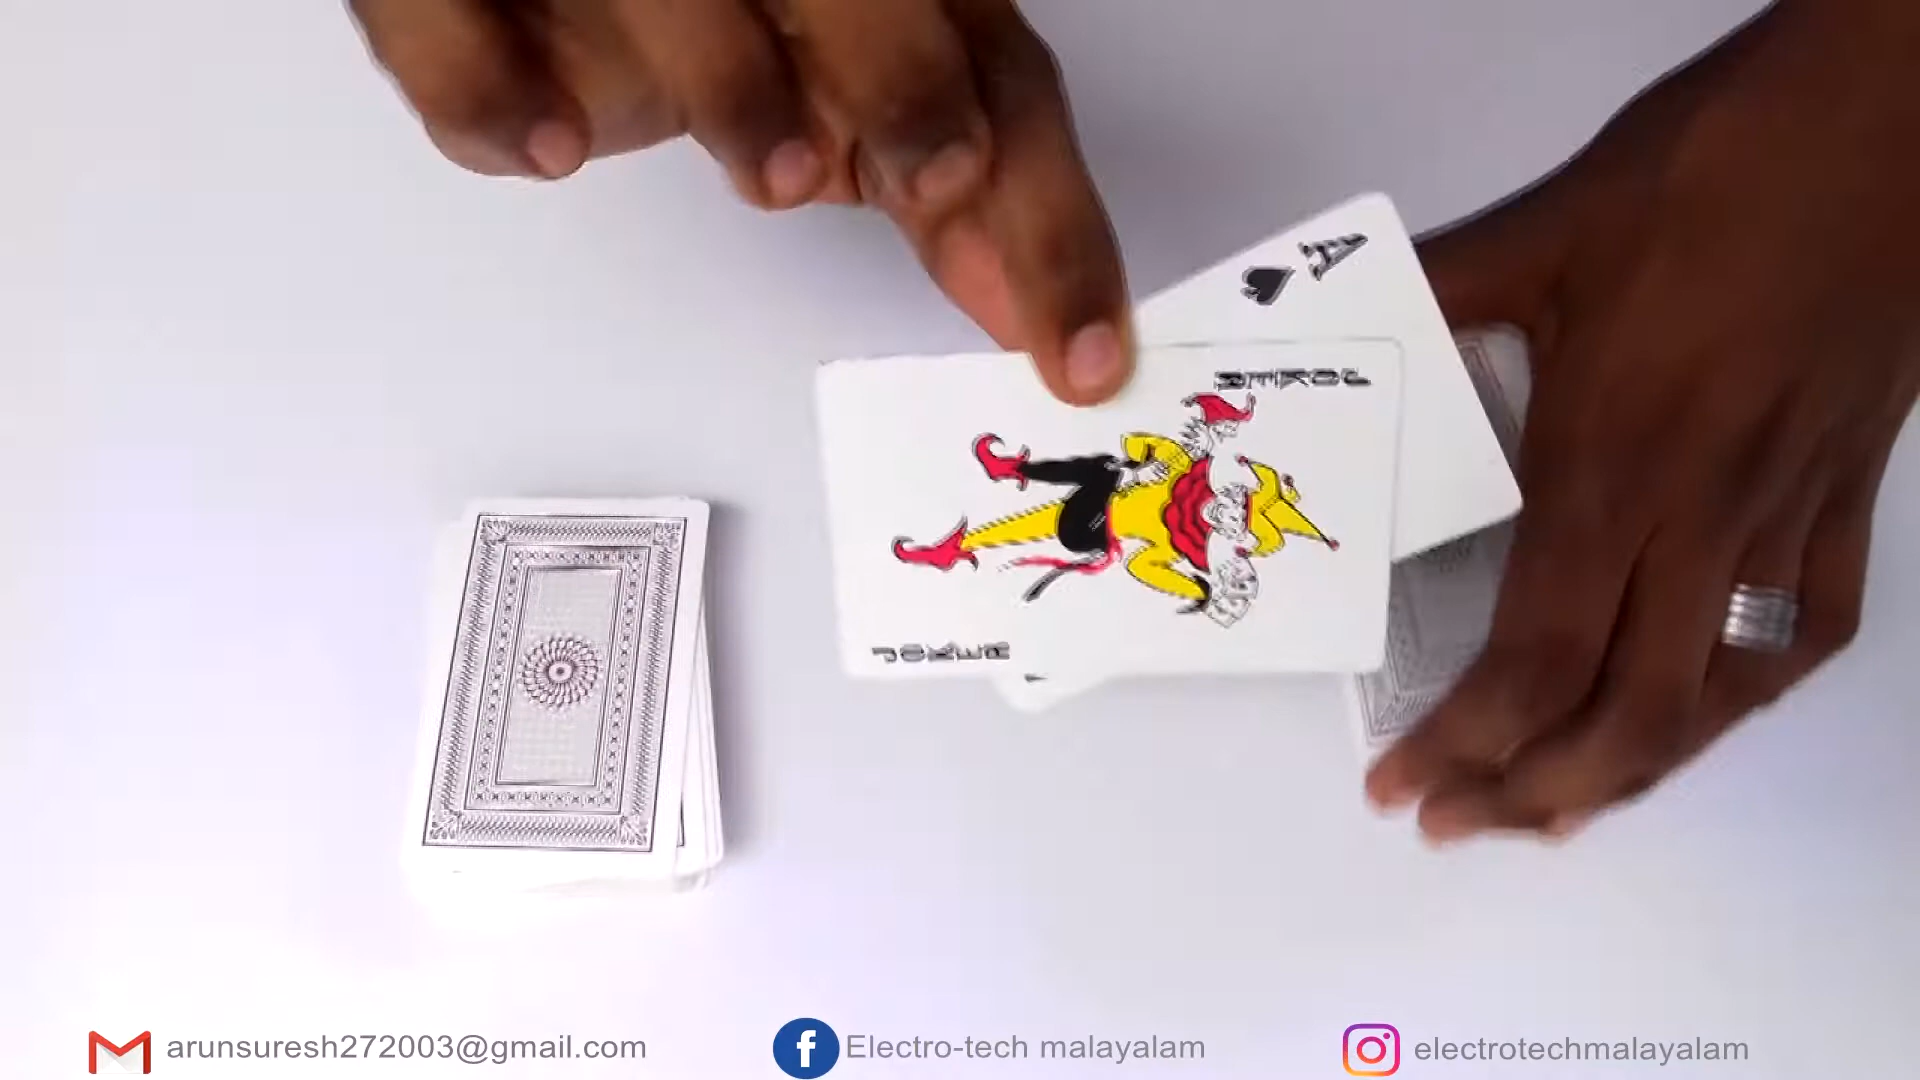 A
JOKER
JOKER
arunsuresh272003@gmail.com
Electro-tech malayalam
electrotechmalayalam